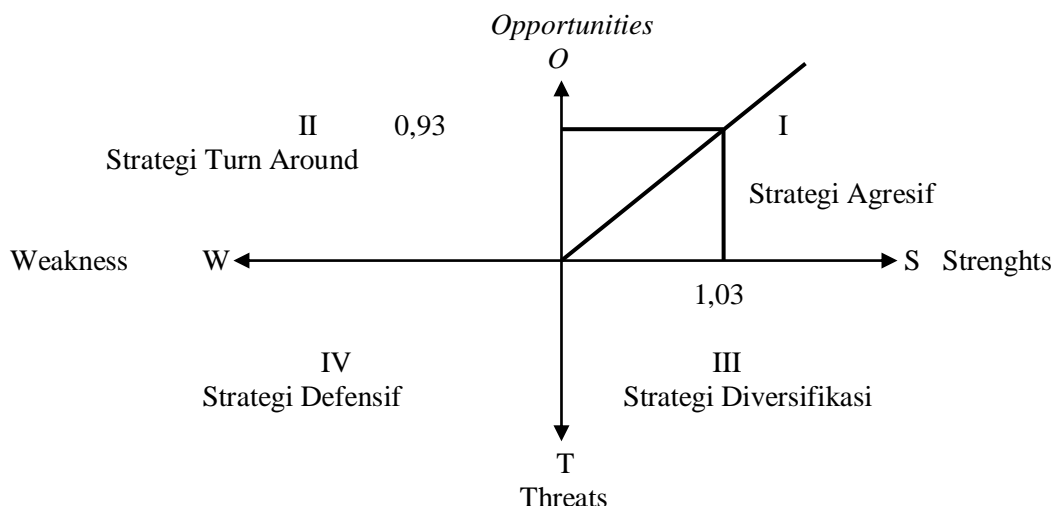 Opportunities
O
II 0,93 I
Strategi Turn Around
Strategi Agresif
Weakness W S Strenghts
1,03
IV III
Strategi Defensif Strategi Diversifikasi
T
Threats